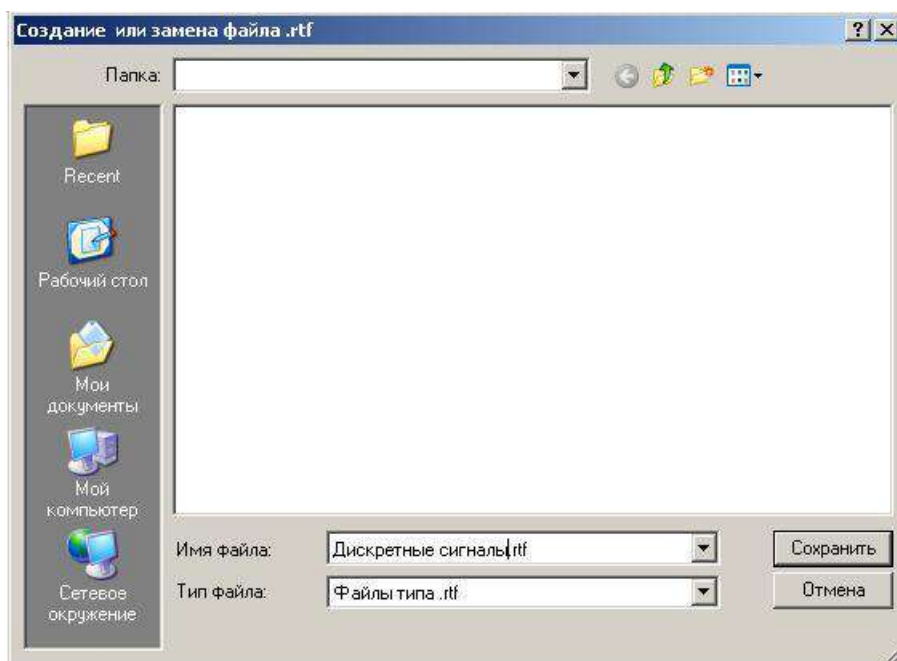 Создание или замена файла .rtf
Папка:
Recent
Рабочий стол
Мои
документы
Мой
компьютер
Сетевое
окружение
Имя файла:
Дискретные сигналы.rtf
Сохранить
Тип файла:
Файлы типа .rtf
Отмена